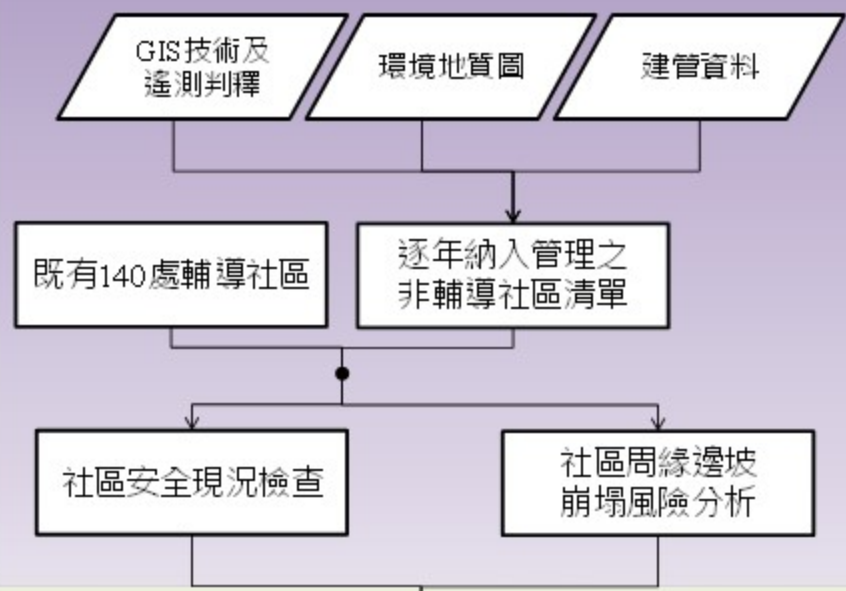 GIS技術及
遙測判釋
環境地質圖
建管資料
既有140處輔導社區
逐年納入管理之
非輔導社區清單
社區安全現況檢查
社區周緣邊坡
崩塌風險分析